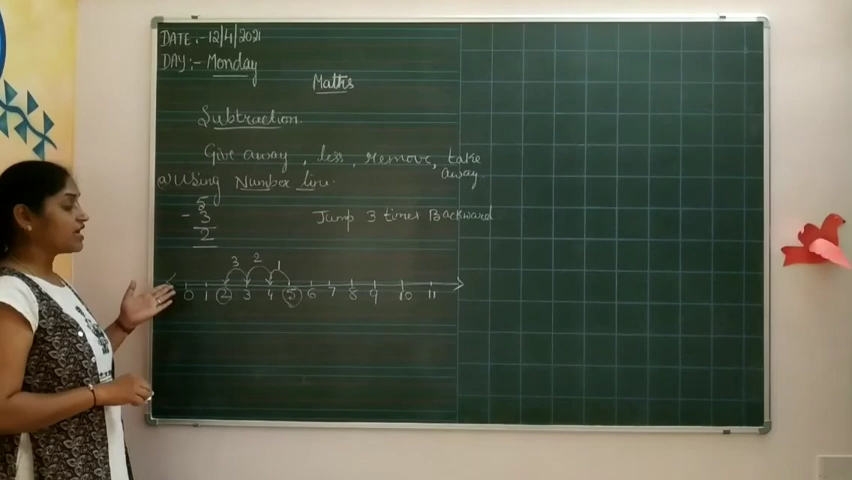 DATE:-12/4/2021
DAY:- Monday
Maths
Subtraction.
Give away, less, remove, take away.
@ Using Number line.
5
- 3
2
Jump 3 times Backward
3 2 1
0 1 2 3 4 5 6 7 8 9 10 11